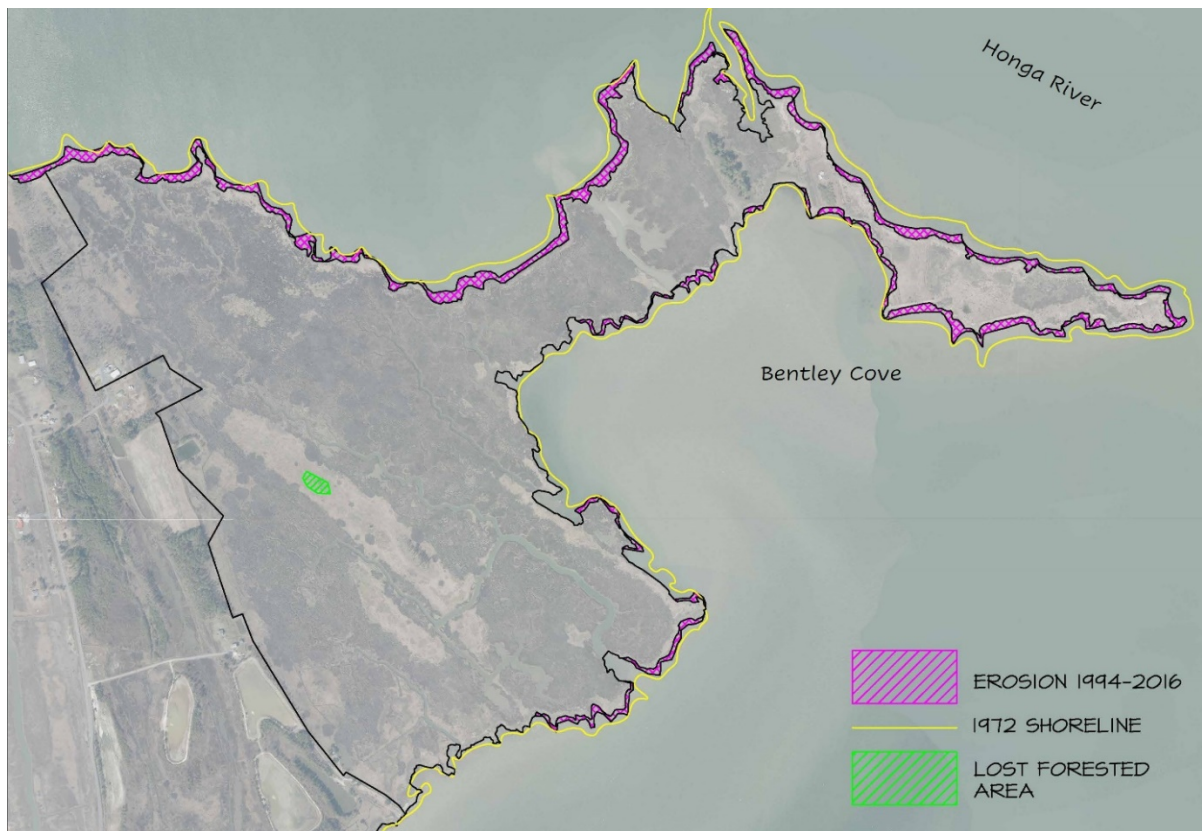 Honga River
Bentley Cove
EROSION 1994-2016
1972 SHORELINE
LOST FORESTED
AREA